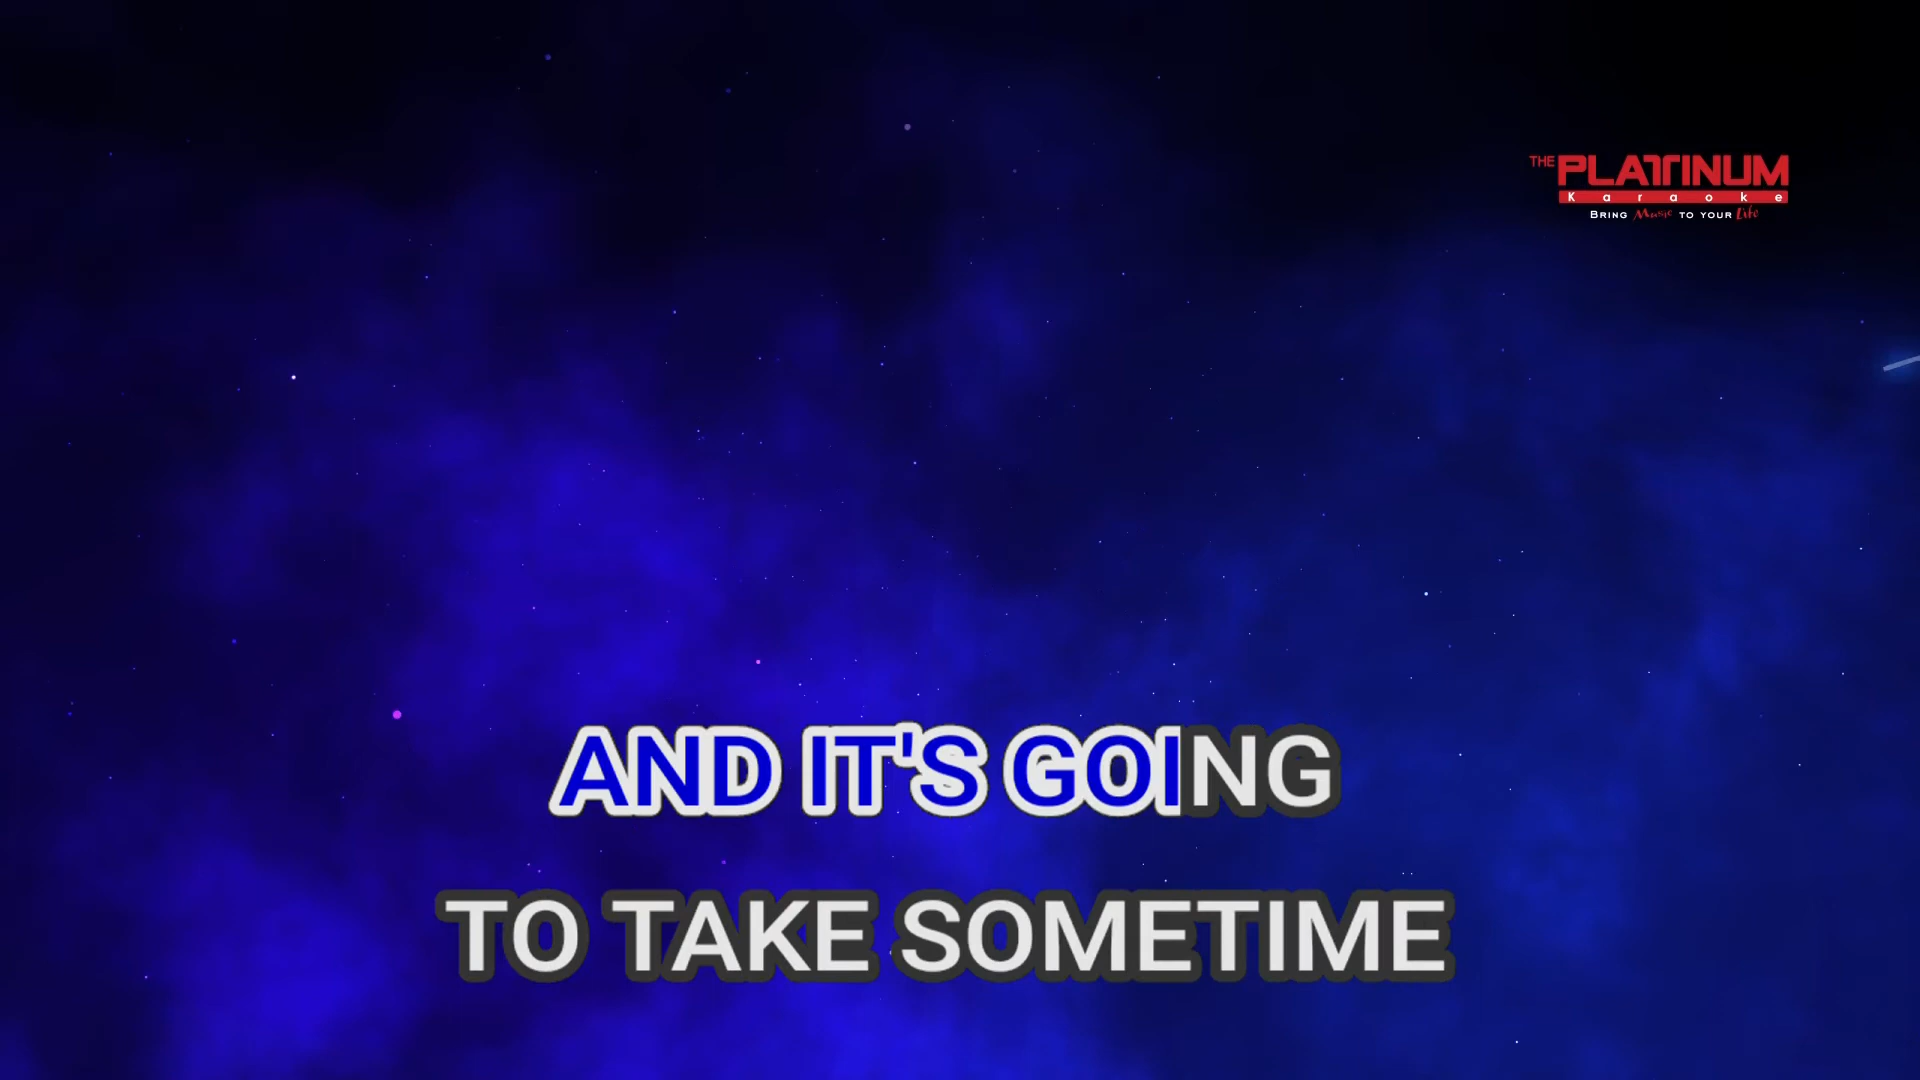 THE PLATINUM
Karaoke
BRING Music TO YOUR Life
AND IT'S GOING
TO TAKE SOMETIME